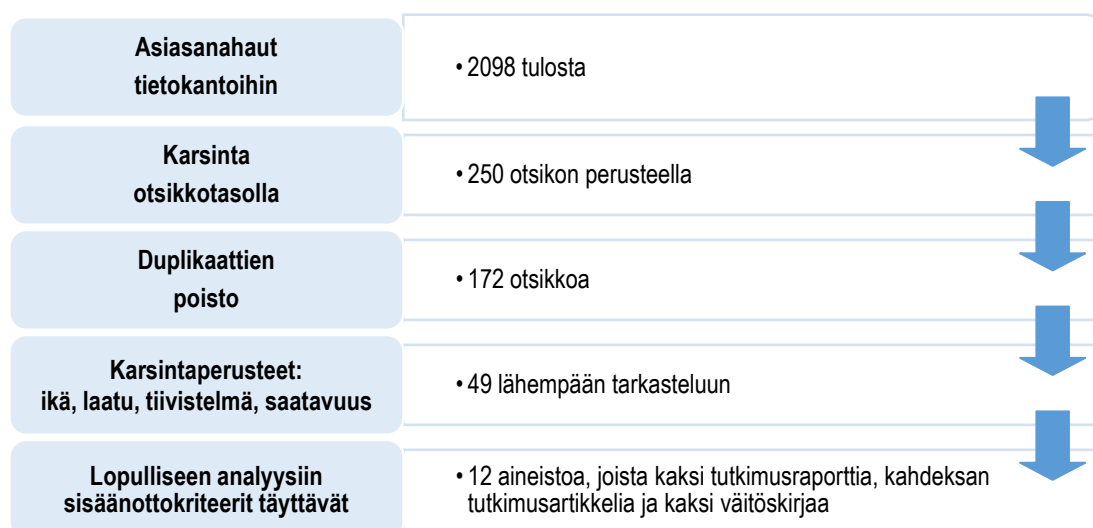 Asiasanahaut
tietokantoihin
• 2098 tulosta
Karsinta
otsikkotasolla
• 250 otsikon perusteella
Duplikaattien
poisto
• 172 otsikkoa
Karsintaperusteet:
ikä, laatu, tiivistelmä, saatavuus
• 49 lähempään tarkasteluun
Lopulliseen analyysiin
sisäänottokriteerit täyttävät
• 12 aineistoa, joista kaksi tutkimusraporttia, kahdeksan
tutkimusartikkelia ja kaksi väitöskirjaa